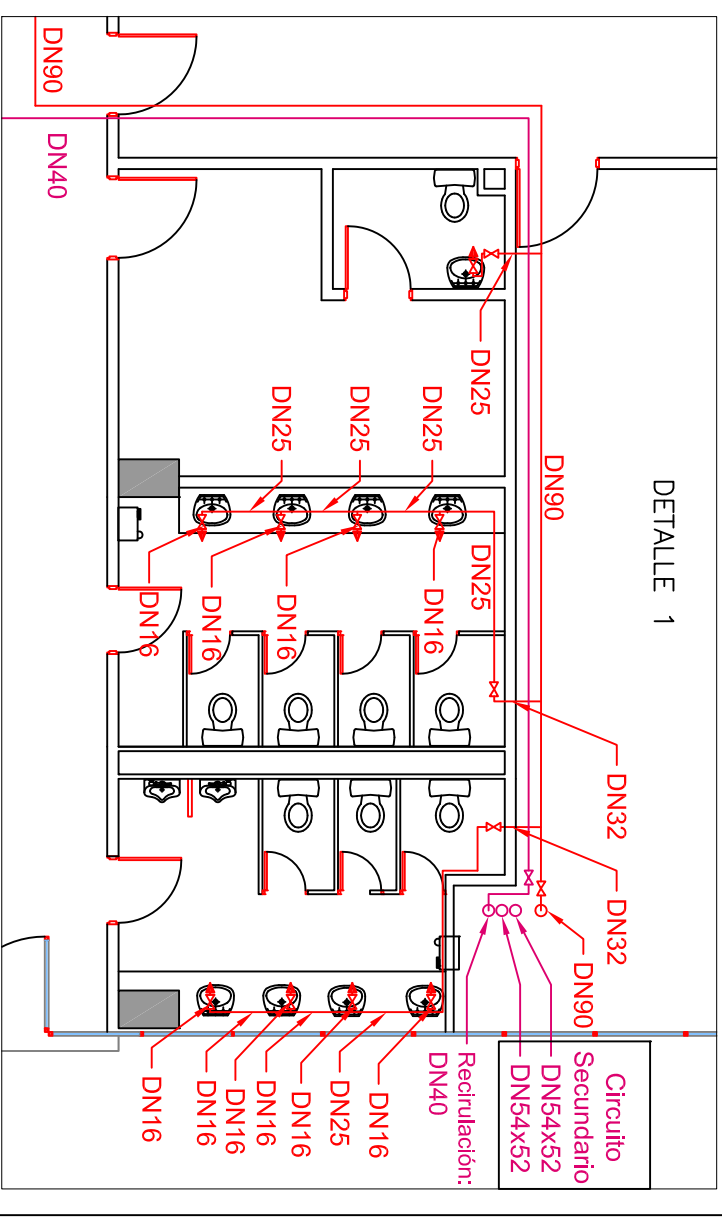 DETALLE 1
DN90
DN40
DN25
DN90
DN25
DN25
DN25
DN25
DN16
DN16
DN16
DN16
DN32
DN32
DN90
Circuito
Secundario
DN54x52
DN54x52
Recirulación:
DN40
DN16
DN25
DN16
DN16
DN16
DN16
DN16